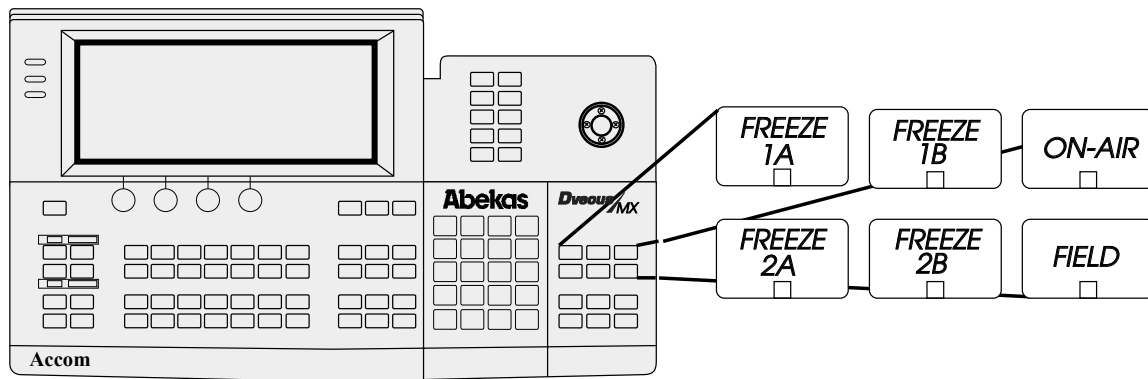 Abekas
Dveous/MX
Accom
FREEZE
1A
FREEZE
1B
ON-AIR
FREEZE
2A
FREEZE
2B
FIELD